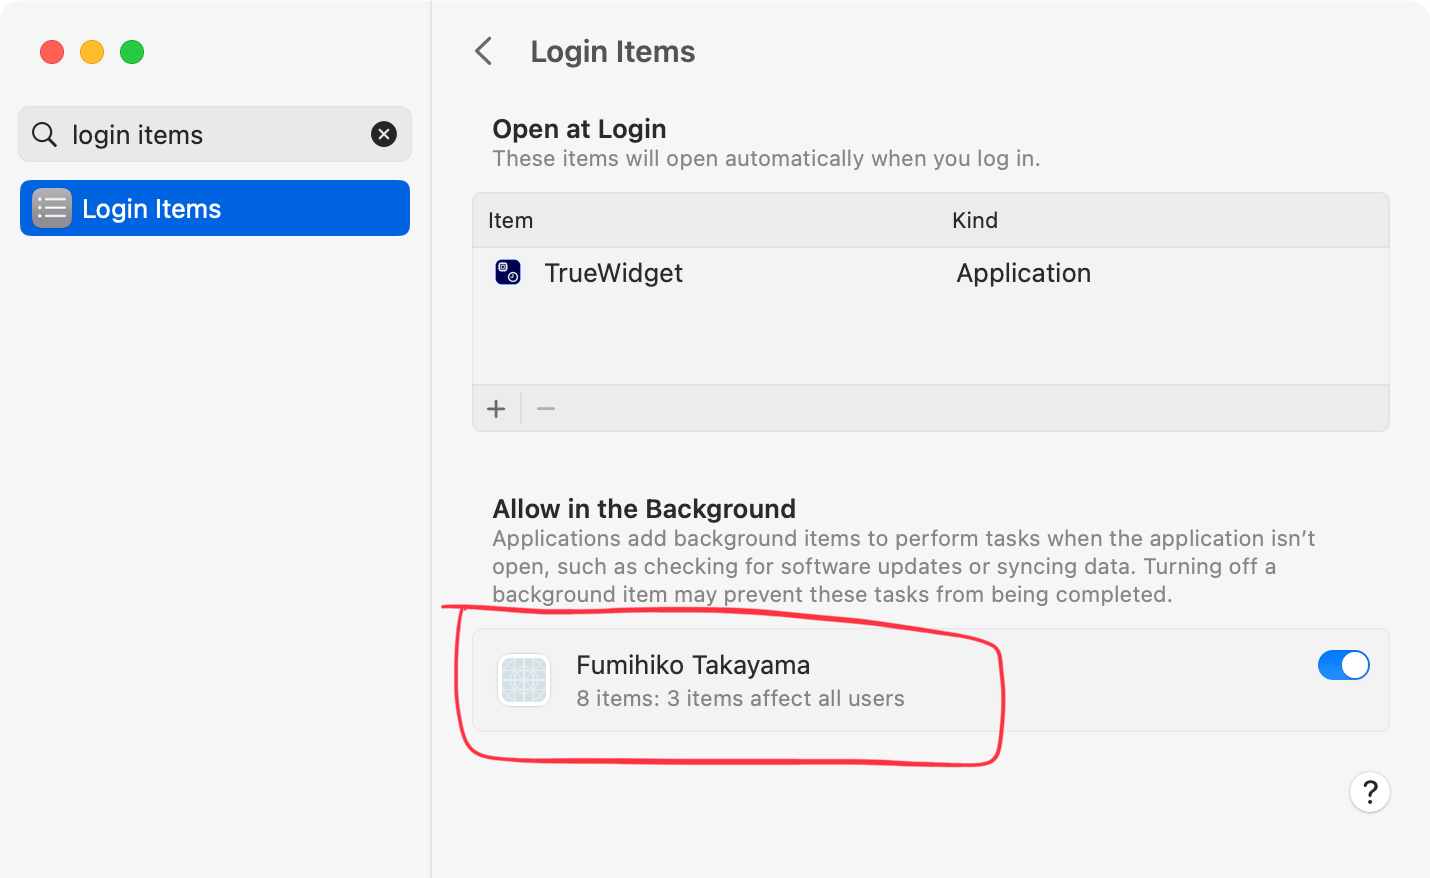 Login Items
login items
Login Items
Open at Login
These items will open automatically when you log in.
Item Kind
TrueWidget Application
Allow in the Background
Applications add background items to perform tasks when the application isn’t
open, such as checking for software updates or syncing data. Turning off a
background item may prevent these tasks from being completed.
Fumihiko Takayama
8 items: 3 items affect all users
?